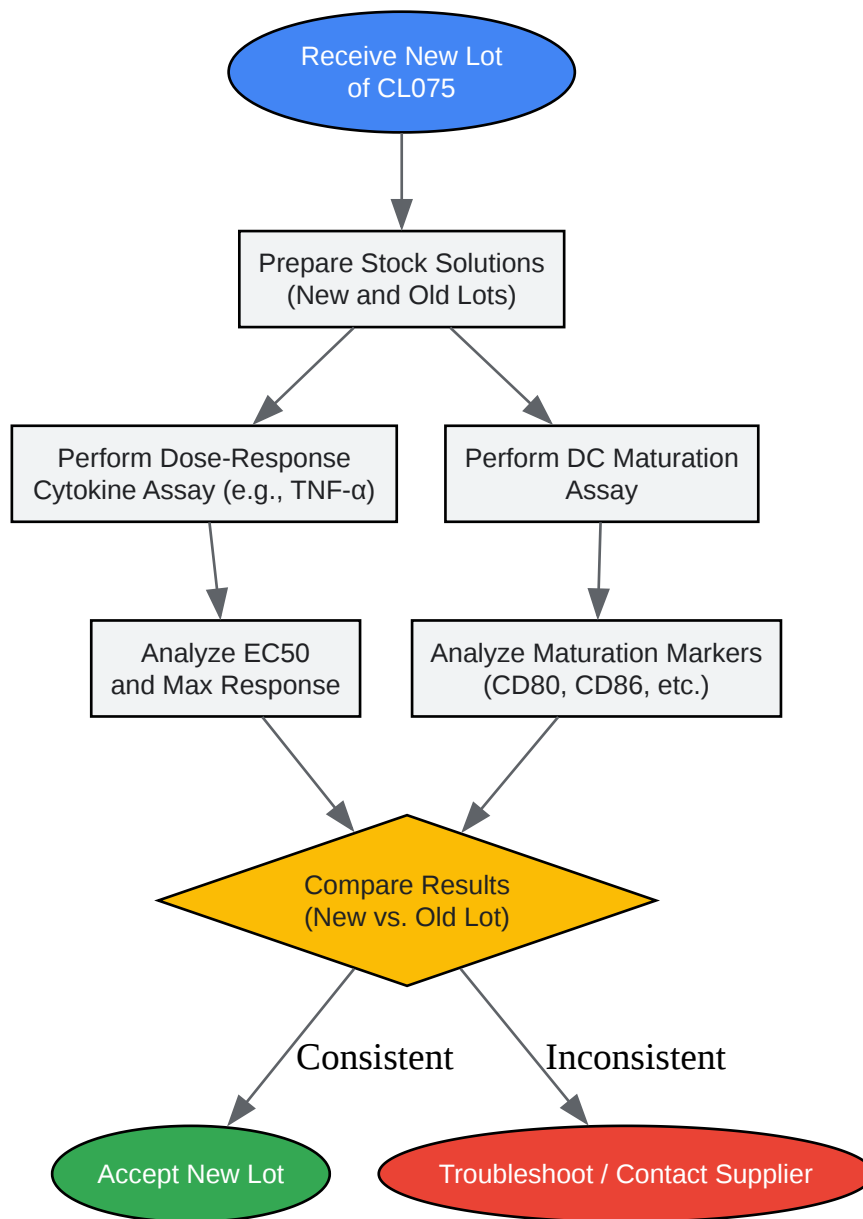 Receive New Lot
of CL075
Prepare Stock Solutions
(New and Old Lots)
Perform Dose-Response
Cytokine Assay (e.g., TNF-α)
Perform DC Maturation
Assay
Analyze EC50
and Max Response
Analyze Maturation Markers
(CD80, CD86, etc.)
Compare Results
(New vs. Old Lot)
Consistent
Inconsistent
Accept New Lot
Troubleshoot / Contact Supplier